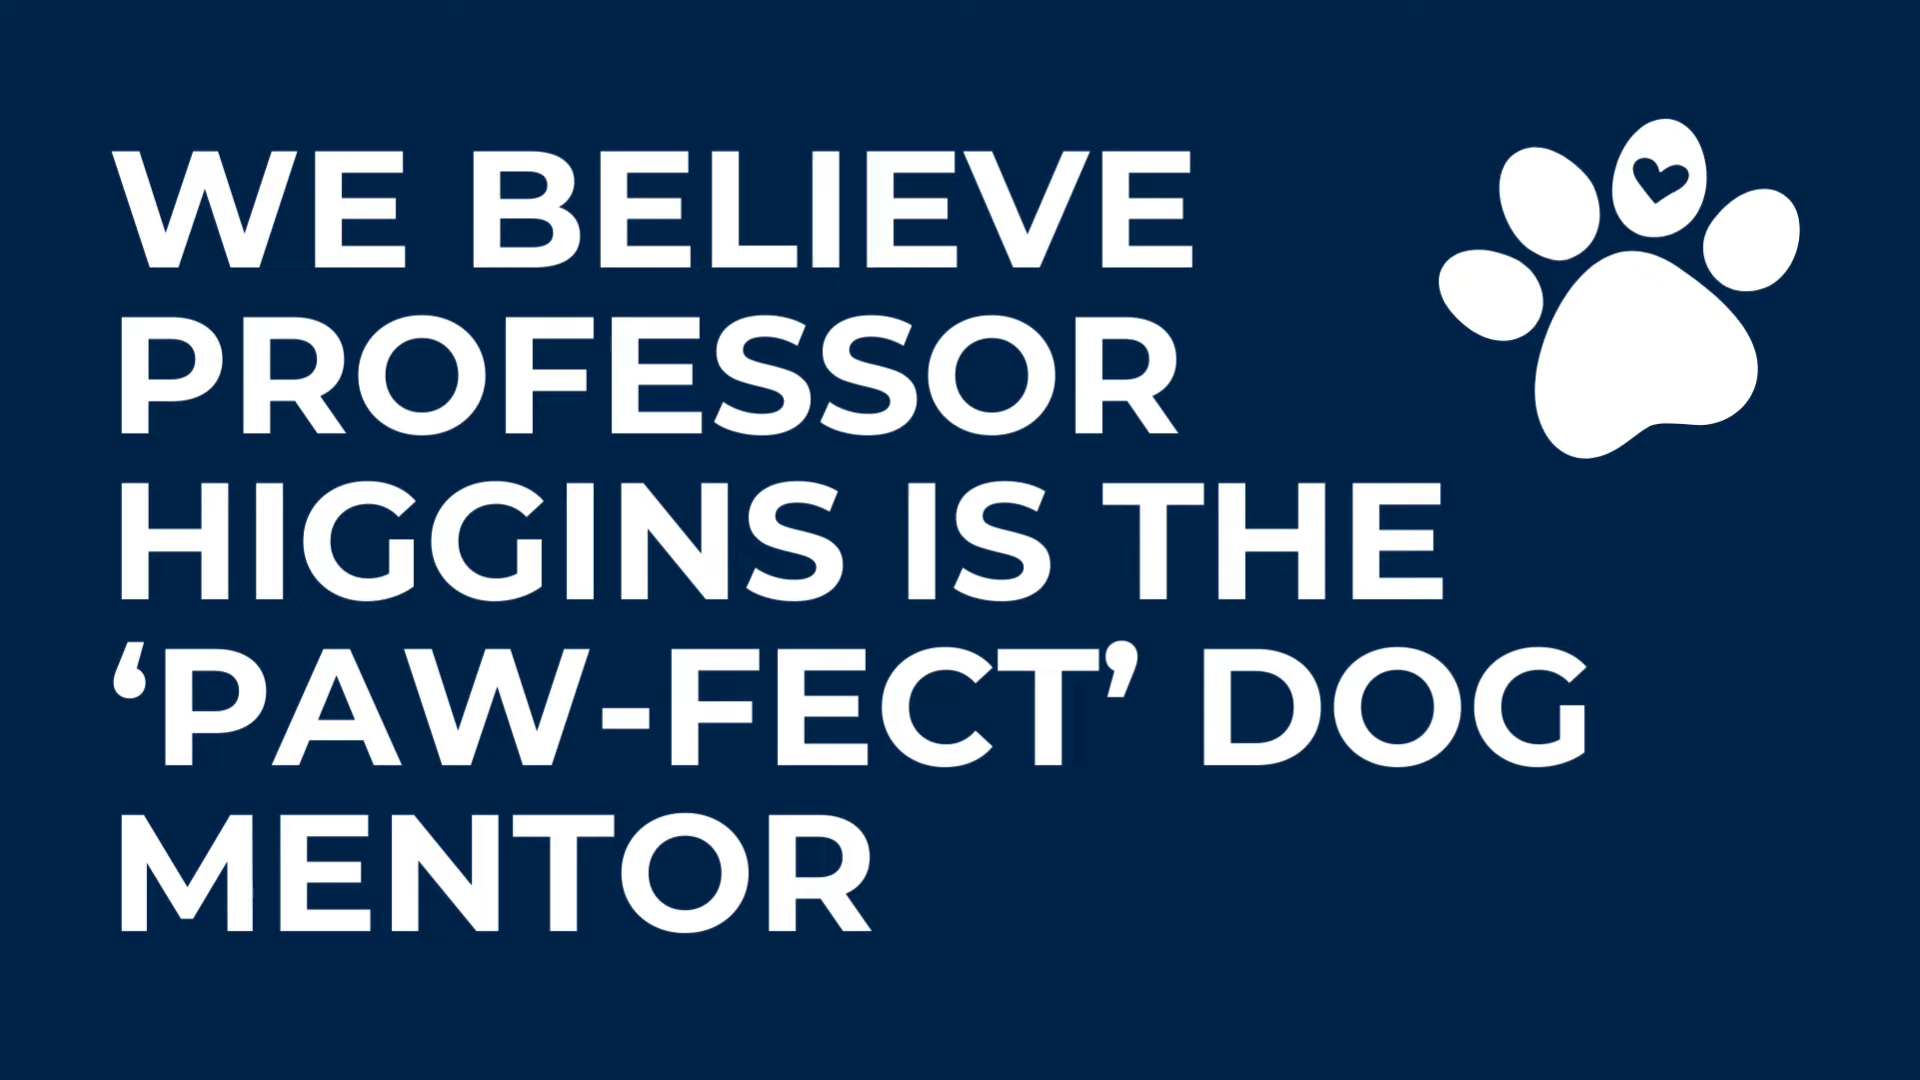 WE BELIEVE
PROFESSOR
HIGGINS IS THE
‘PAW-FECT’ DOG
MENTOR